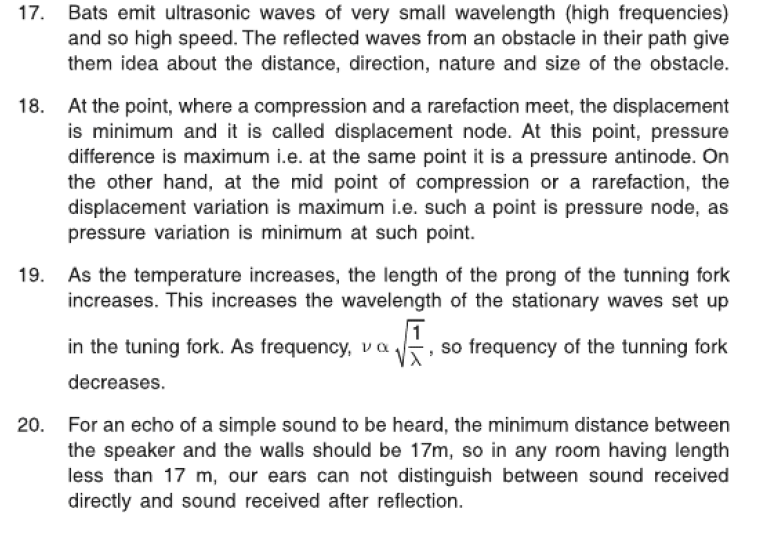 17. Bats emit ultrasonic waves of very small wavelength (high frequencies)
and so high speed. The reflected waves from an obstacle in their path give
them idea about the distance, direction, nature and size of the obstacle.
18. At the point, where a compression and a rarefaction meet, the displacement
is minimum and it is called displacement node. At this point, pressure
difference is maximum i.e. at the same point it is a pressure antinode. On
the other hand, at the mid point of compression or a rarefaction, the
displacement variation is maximum i.e. such a point is pressure node, as
pressure variation is minimum at such point.
19. As the temperature increases, the length of the prong of the tunning fork
increases. This increases the wavelength of the stationary waves set up
in the tuning fork. As frequency, ν α √(1/λ), so frequency of the tunning fork
decreases.
20. For an echo of a simple sound to be heard, the minimum distance between
the speaker and the walls should be 17m, so in any room having length
less than 17 m, our ears can not distinguish between sound received
directly and sound received after reflection.